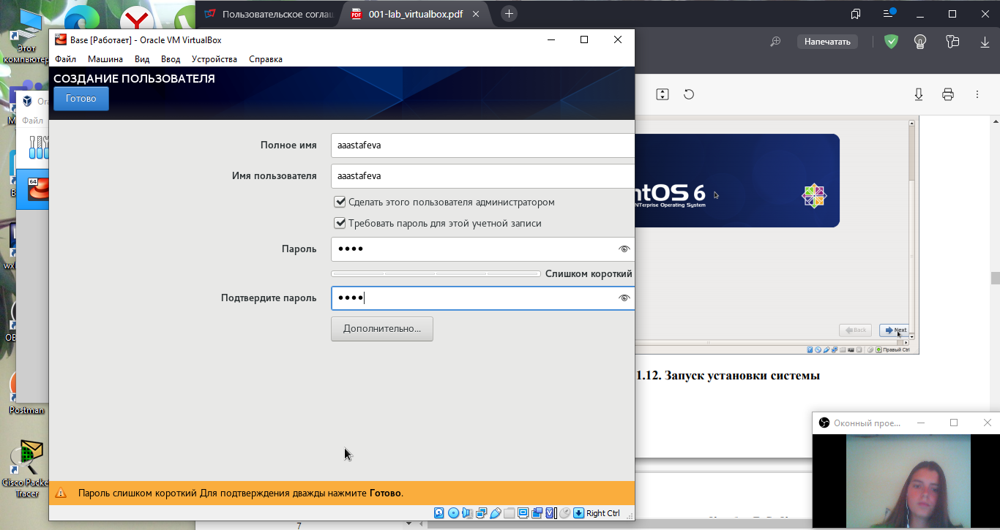 Пользовательское соглаш
001-lab_virtualbox.pdf
Напечатать
Этот
компьютер
Base [Работает] - Oracle VM VirtualBox
Файл Машина Вид Ввод Устройства Справка
СОЗДАНИЕ ПОЛЬЗОВАТЕЛЯ
Готово
Файл
64
Полное имя
aaastafeva
Имя пользователя
aaastafeva
Сделать этого пользователя администратором
Требовать пароль для этой учетной записи
Пароль
••••
Слишком короткий
Подтвердите пароль
••••
Дополнительно...
Пароль слишком короткий Для подтверждения дважды нажмите Готово.
Right Ctrl
ntOS 6
NTerprise Operating System
Back
Next
Правый Ctrl
1.12. Запуск установки системы
Оконный прое...
Postman
Cisco Packe
Tracer
7